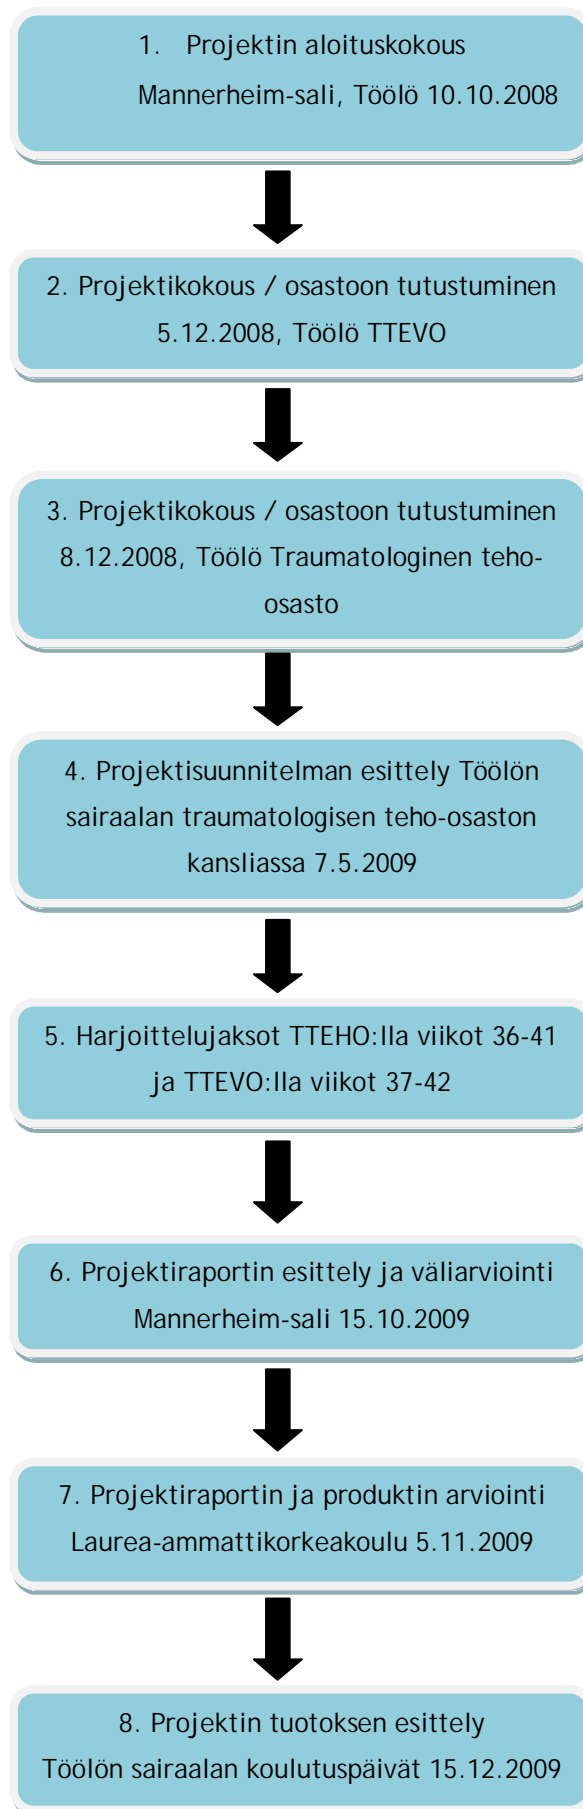 1. Projektin aloituskokous
Mannerheim-sali, Töölö 10.10.2008
2. Projektikokous / osastoon tutustuminen
5.12.2008, Töölö TTEVO
3. Projektikokous / osastoon tutustuminen
8.12.2008, Töölö Traumatologinen teho-
osasto
4. Projektisuunnitelman esittely Töölön
sairaalan traumatologisen teho-osaston
kansliassa 7.5.2009
5. Harjoittelujaksot TTEHO:lla viikot 36-41
ja TTEVO:lla viikot 37-42
6. Projektiraportin esittely ja väliarviointi
Mannerheim-sali 15.10.2009
7. Projektiraportin ja produktin arviointi
Laurea-ammattikorkeakoulu 5.11.2009
8. Projektin tuotoksen esittely
Töölön sairaalan koulutuspäivät 15.12.2009